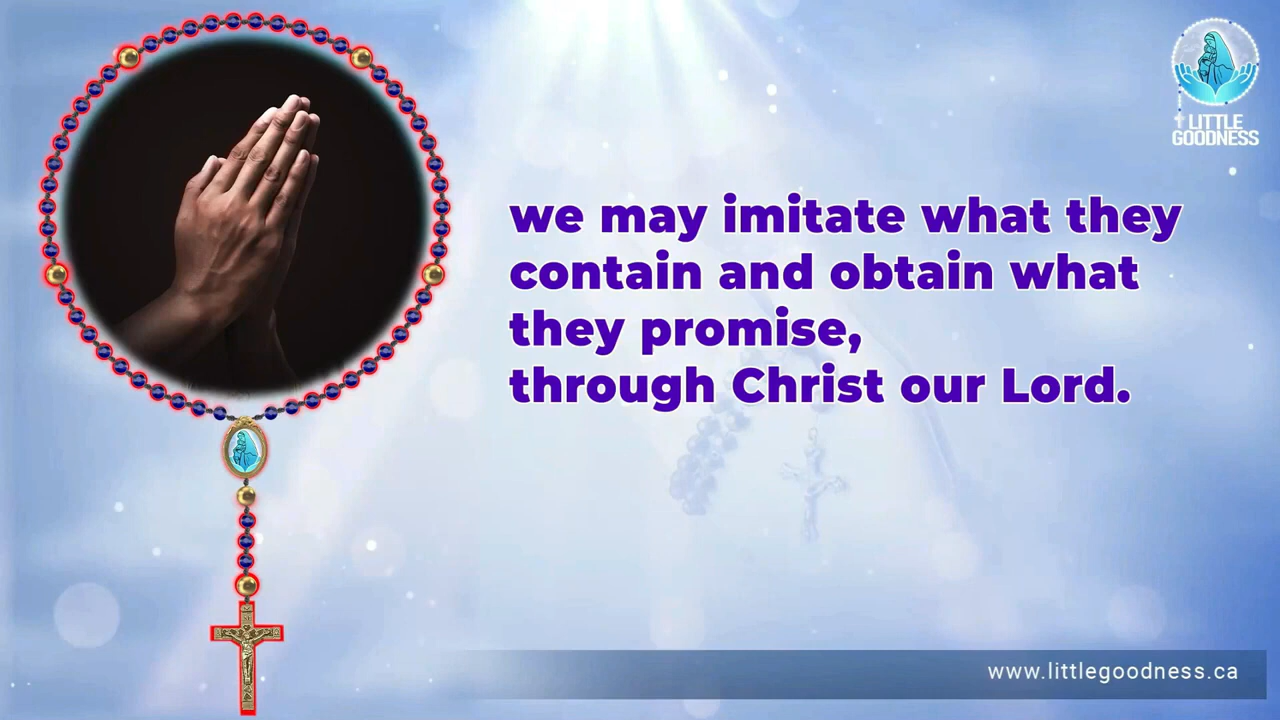 LITTLE
GOODNESS
we may imitate what they
contain and obtain what
they promise,
through Christ our Lord.
www.littlegoodness.ca